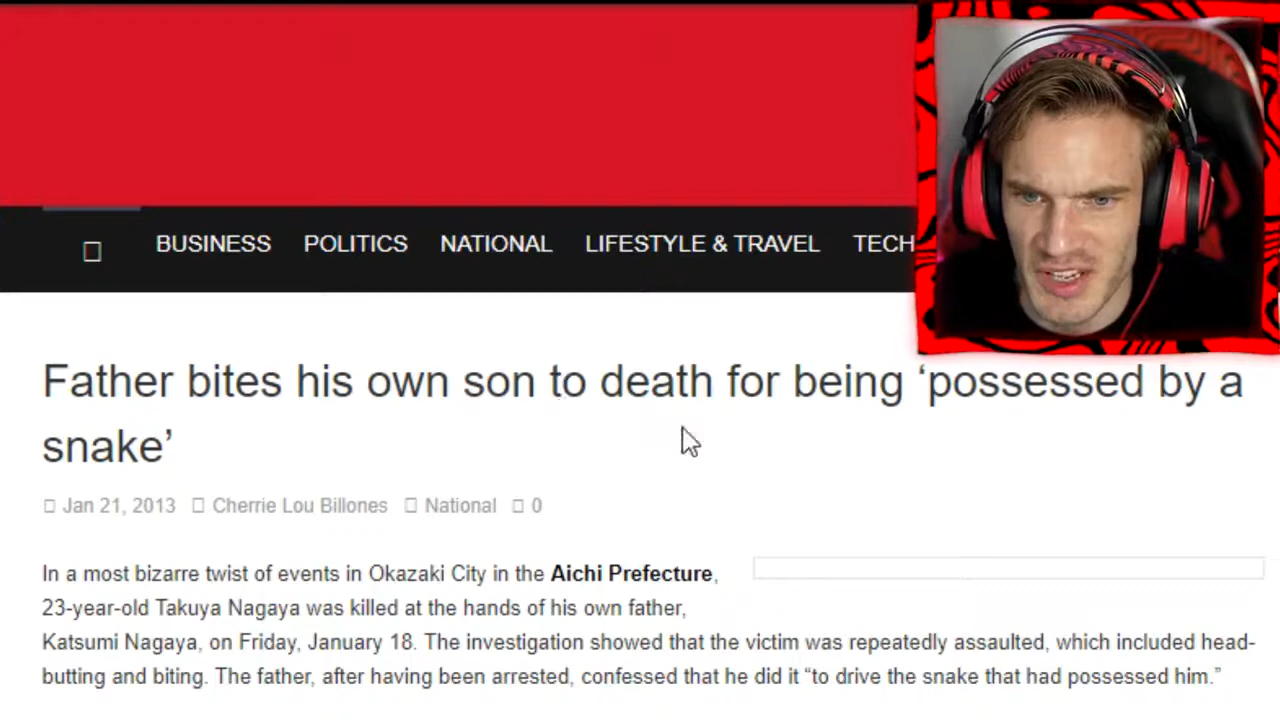 BUSINESS POLITICS NATIONAL LIFESTYLE & TRAVEL TECH
Father bites his own son to death for being ‘possessed by a
snake’
Jan 21, 2013 Cherrie Lou Billones National 0
In a most bizarre twist of events in Okazaki City in the Aichi Prefecture,
23-year-old Takuya Nagaya was killed at the hands of his own father,
Katsumi Nagaya, on Friday, January 18. The investigation showed that the victim was repeatedly assaulted, which included head-
butting and biting. The father, after having been arrested, confessed that he did it “to drive the snake that had possessed him.”